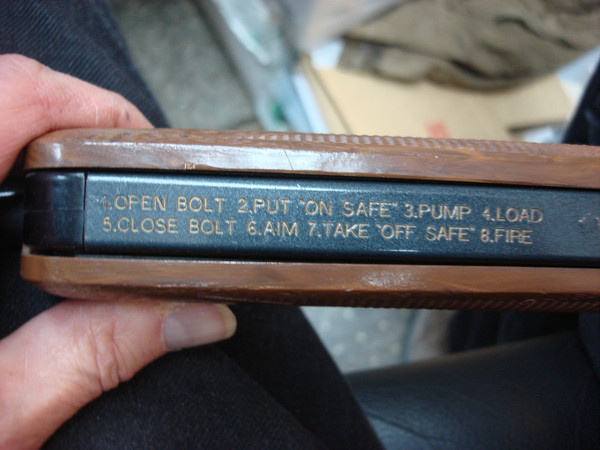 1.OPEN BOLT 2.PUT "ON SAFE" 3.PUMP 4.LOAD
5.CLOSE BOLT 6.AIM 7.TAKE "OFF SAFE" 8.FIRE